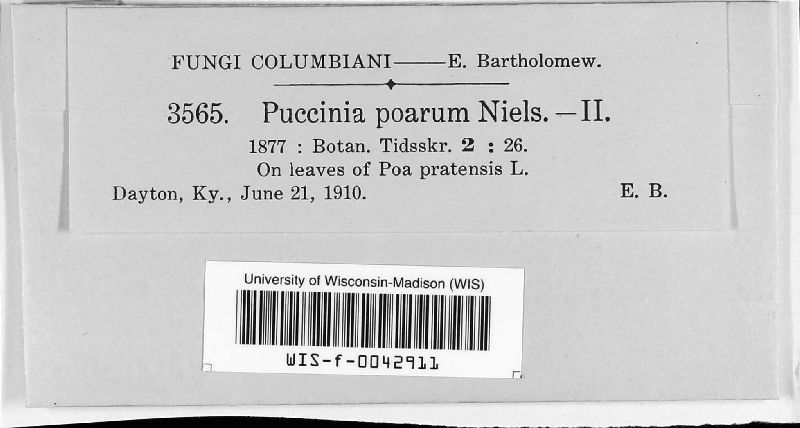 FUNGI COLUMBIANI——E. Bartholomew.
3565. Puccinia poarum Niels.—II.
1877 : Botan. Tidsskr. 2 : 26.
On leaves of Poa pratensis L.
Dayton, Ky., June 21, 1910. E. B.
University of Wisconsin-Madison (WIS)
WIS-f-0042911